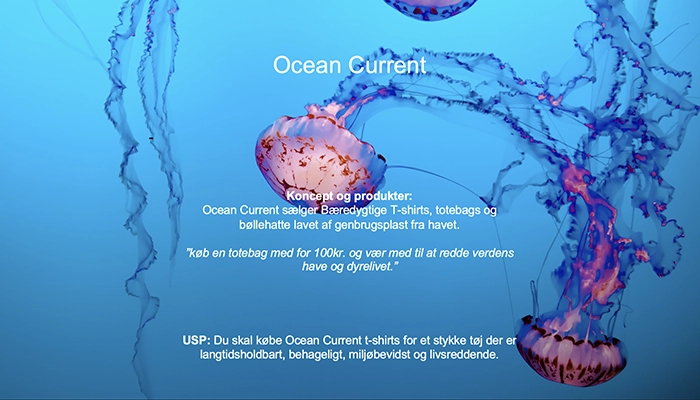 Ocean Current
Koncept og produkter:
Ocean Current sælger Bæredygtige T-shirts, totebags og
bøllehatte lavet af genbrugsplast fra havet.
"køb en totebag med for 100kr. og vær med til at redde verdens
have og dyrelivet."
USP: Du skal købe Ocean Current t-shirts for et stykke tøj der er
langtidsholdbart, behageligt, miljøbevidst og livsreddende.